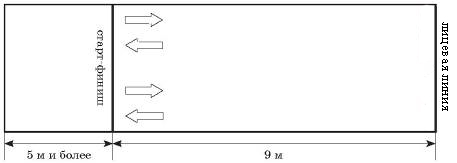 старт-финиш
лицевая линия
5 м и более
9 м